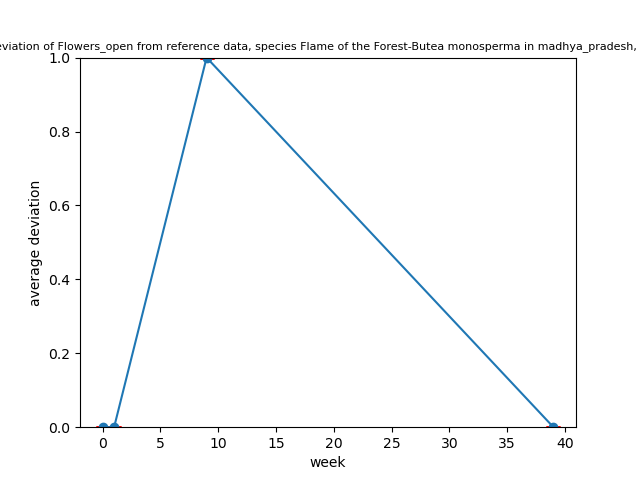 eviation of Flowers_open from reference data, species Flame of the Forest-Butea monosperma in madhya_pradesh,
1.0
0.8
0.6
0.4
0.2
0.0
average deviation
0 5 10 15 20 25 30 35 40
week